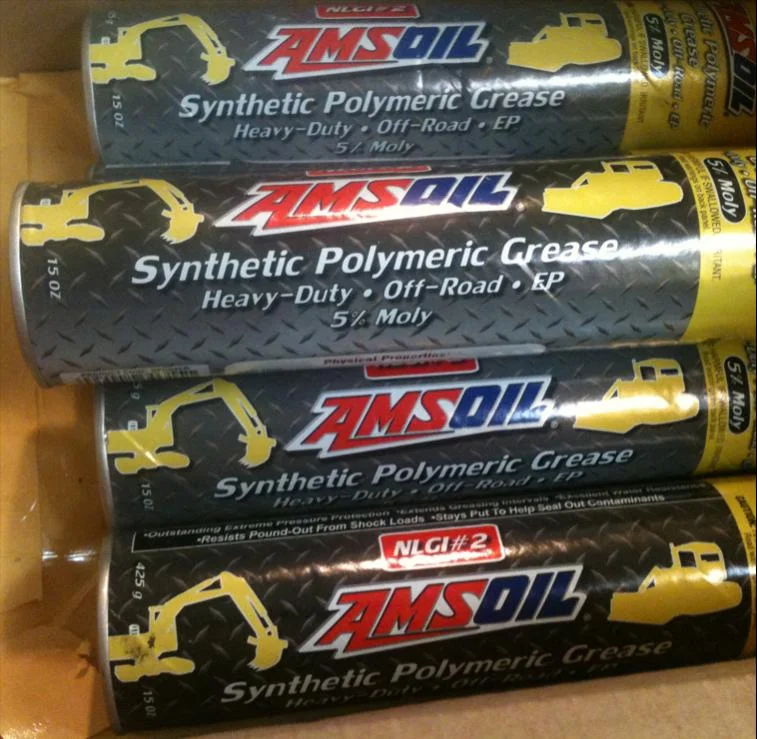 NLGI#2
AMSOIL
Synthetic Polymeric Grease
Heavy-Duty • Off-Road • EP
5% Moly
15 OZ
5% Moly
AMSOIL
Synthetic Polymeric Grease
Heavy-Duty • Off-Road • EP
5% Moly
15 OZ
5% Moly
Physical Properties
AMSOIL
Synthetic Polymeric Grease
Heavy-Duty • Off-Road • EP
15 OZ
5% Moly
•Outstanding Extreme Pressure Protection •Extends Greasing Intervals •Excellent Water Resistance
•Resists Pound-Out From Shock Loads •Stays Put To Help Seal Out Contaminants
NLGI#2
AMSOIL
Synthetic Polymeric Grease
Heavy-Duty • Off-Road • EP
425 g
15 OZ